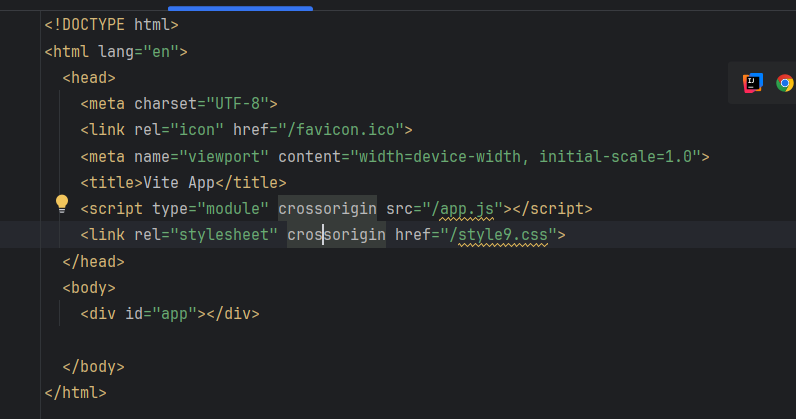 <!DOCTYPE html>
<html lang="en">
  <head>
    <meta charset="UTF-8">
    <link rel="icon" href="/favicon.ico">
    <meta name="viewport" content="width=device-width, initial-scale=1.0">
    <title>Vite App</title>
    <script type="module" crossorigin src="/app.js"></script>
    <link rel="stylesheet" crossorigin href="/style9.css">
  </head>
  <body>
    <div id="app"></div>
  </body>
</html>